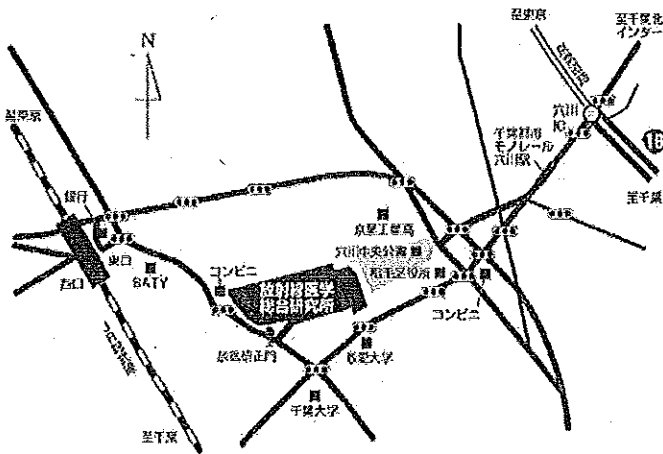 N
至東京
至千葉北
インター
穴川
IC
16
千葉都市
モノレール
穴川駅
至千葉
至東京
銀行
東口
西口
BATY
コンビニ
放射線医学
総合研究所
放医研正門
京葉工業高
穴川中央公園
稲毛区役所
コンビニ
敬愛大学
千葉大学
至千葉